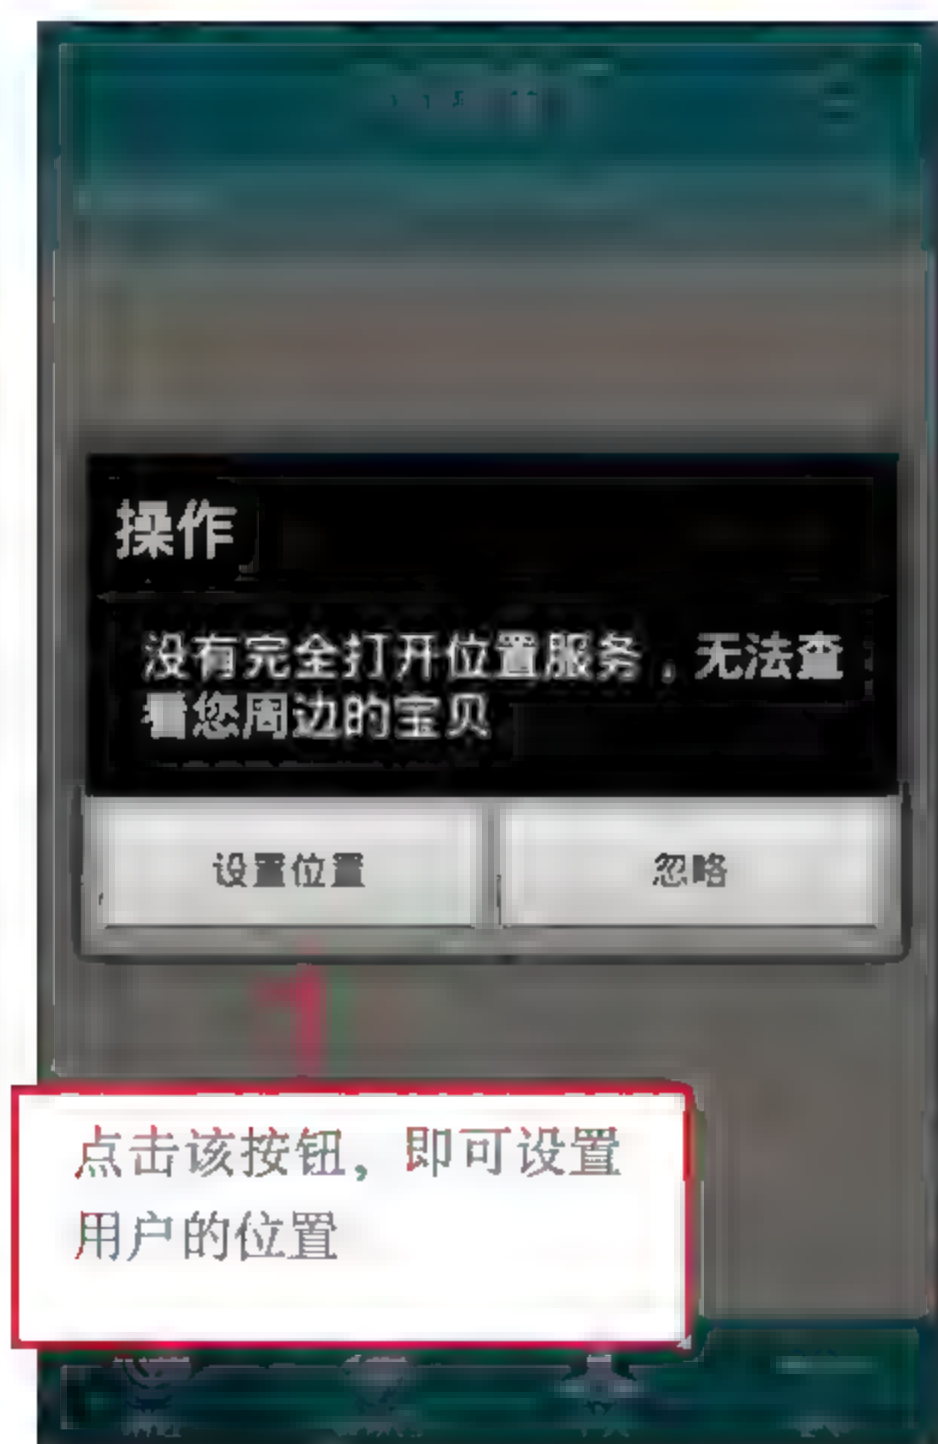 操作
没有完全打开位置服务，无法查
看您周边的宝贝
设置位置
忽略
1
点击该按钮，即可设置
用户的位置